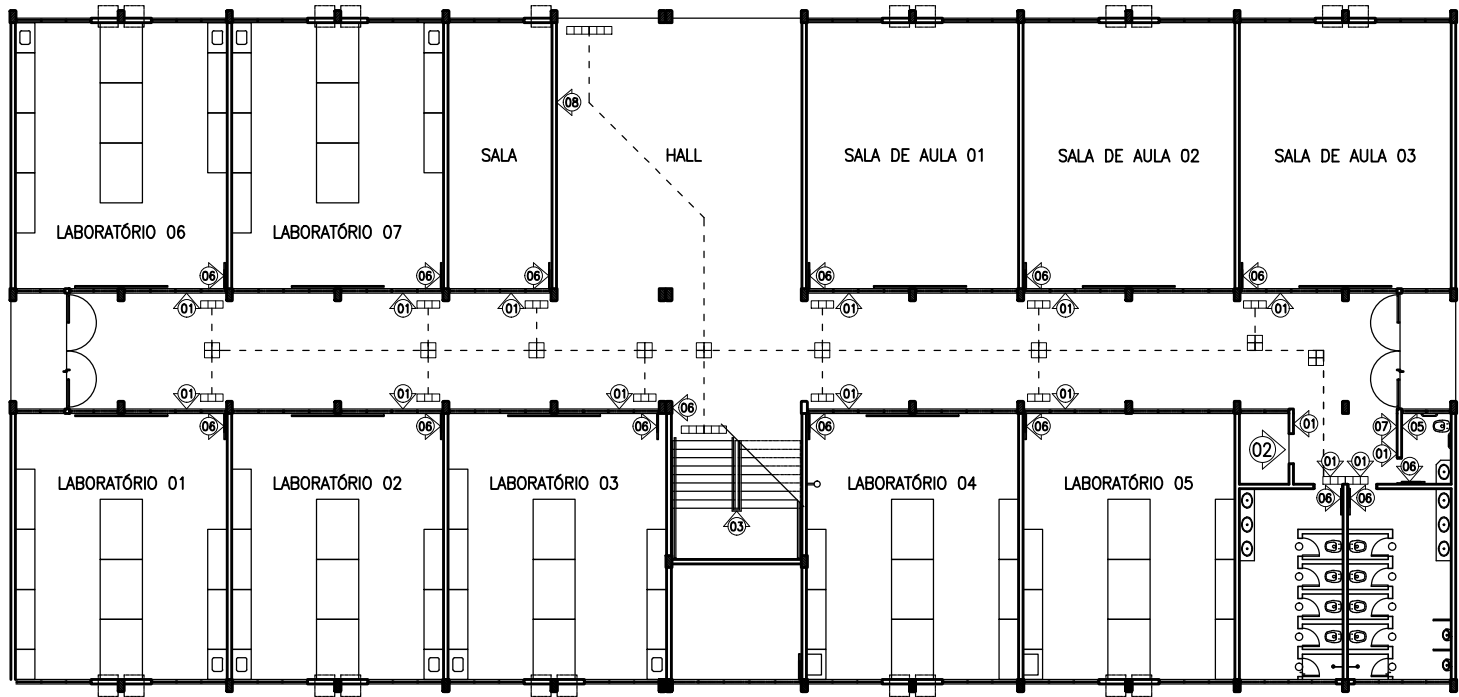 08
SALA
HALL
SALA DE AULA 01
SALA DE AULA 02
SALA DE AULA 03
LABORATÓRIO 06
LABORATÓRIO 07
06
06
06
06
06
06
01
01
01
01
01
01
01
01
01
01
01
06
06
06
06
06
06
01
07
05
02
01
06
LABORATÓRIO 01
LABORATÓRIO 02
LABORATÓRIO 03
LABORATÓRIO 04
LABORATÓRIO 05
01
01
06
06
03